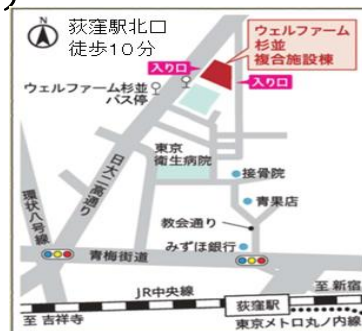 N
荻窪駅北口
徒歩10分
ウェルファーム
杉並
複合施設棟
入り口
入り口
ウェルファーム杉並
バス停
日大二高通り
東京
衛生病院
接骨院
青果店
教会通り
みずほ銀行
環状八号線
青梅街道
JR中央線
荻窪駅
至 新宿
至 吉祥寺
東京メトロ丸ノ内線